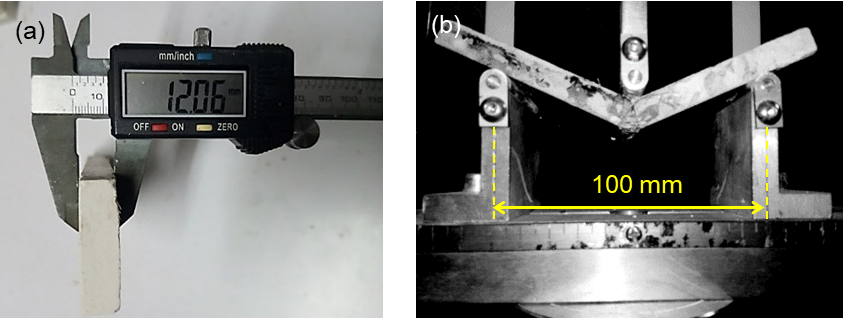 (a)
mm/inch
12.06 mm
OFF ON ZERO
0 10
(b)
100 mm